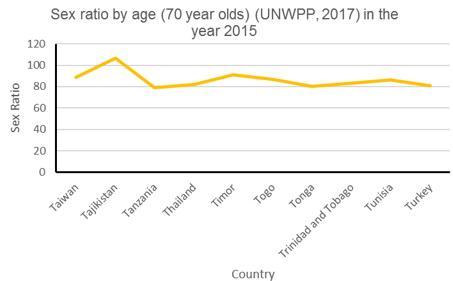 Sex ratio by age (70 year olds) (UNWPP, 2017) in the
year 2015
120
100
80
60
40
20
0
Sex Ratio
Taiwan
Tajikistan
Tanzania
Thailand
Timor
Togo
Tonga
Trinidad and Tobago
Tunisia
Turkey
Country